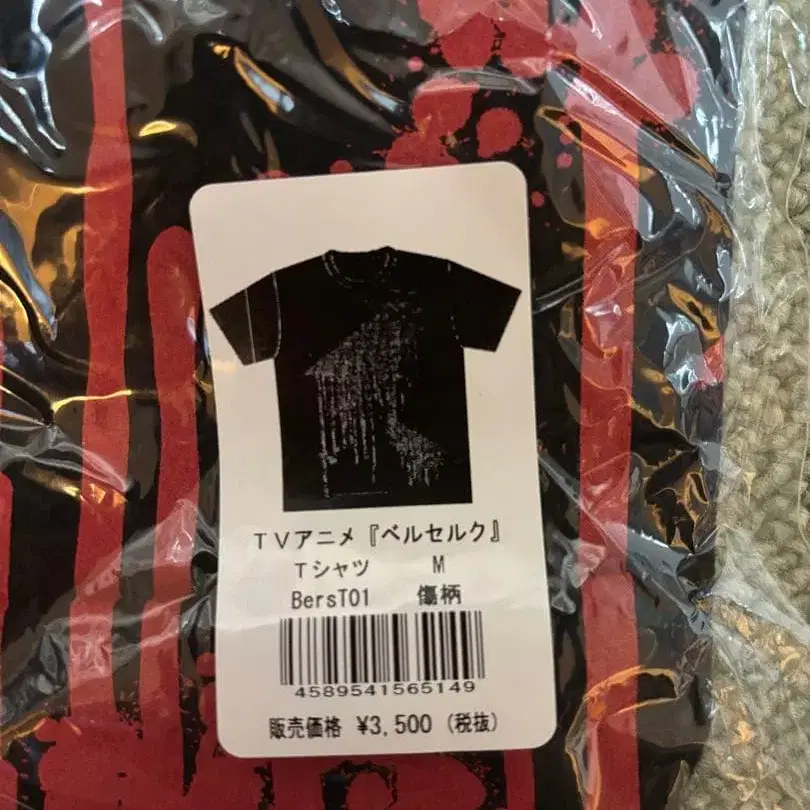 TVアニメ『ベルセルク』
Tシャツ M
BersT01 傷柄
4589541565149
販売価格 ¥3,500 (税抜)